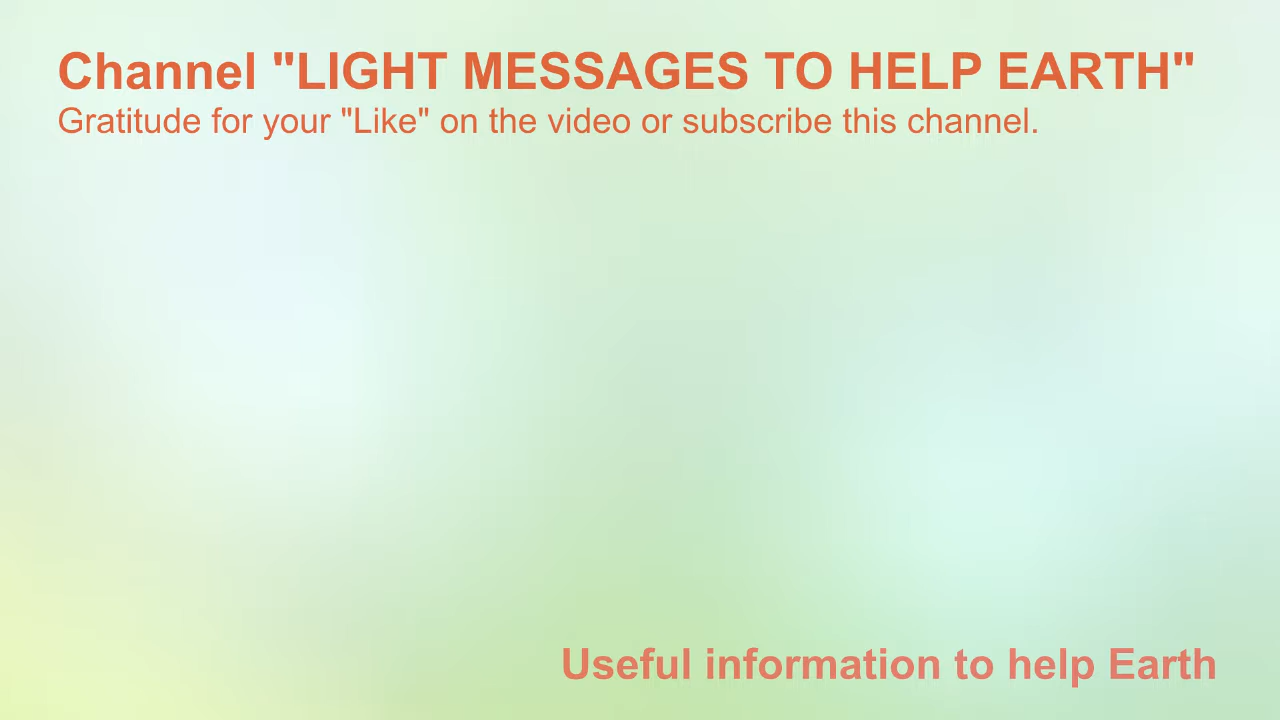 Channel "LIGHT MESSAGES TO HELP EARTH"
Gratitude for your "Like" on the video or subscribe this channel.
Useful information to help Earth